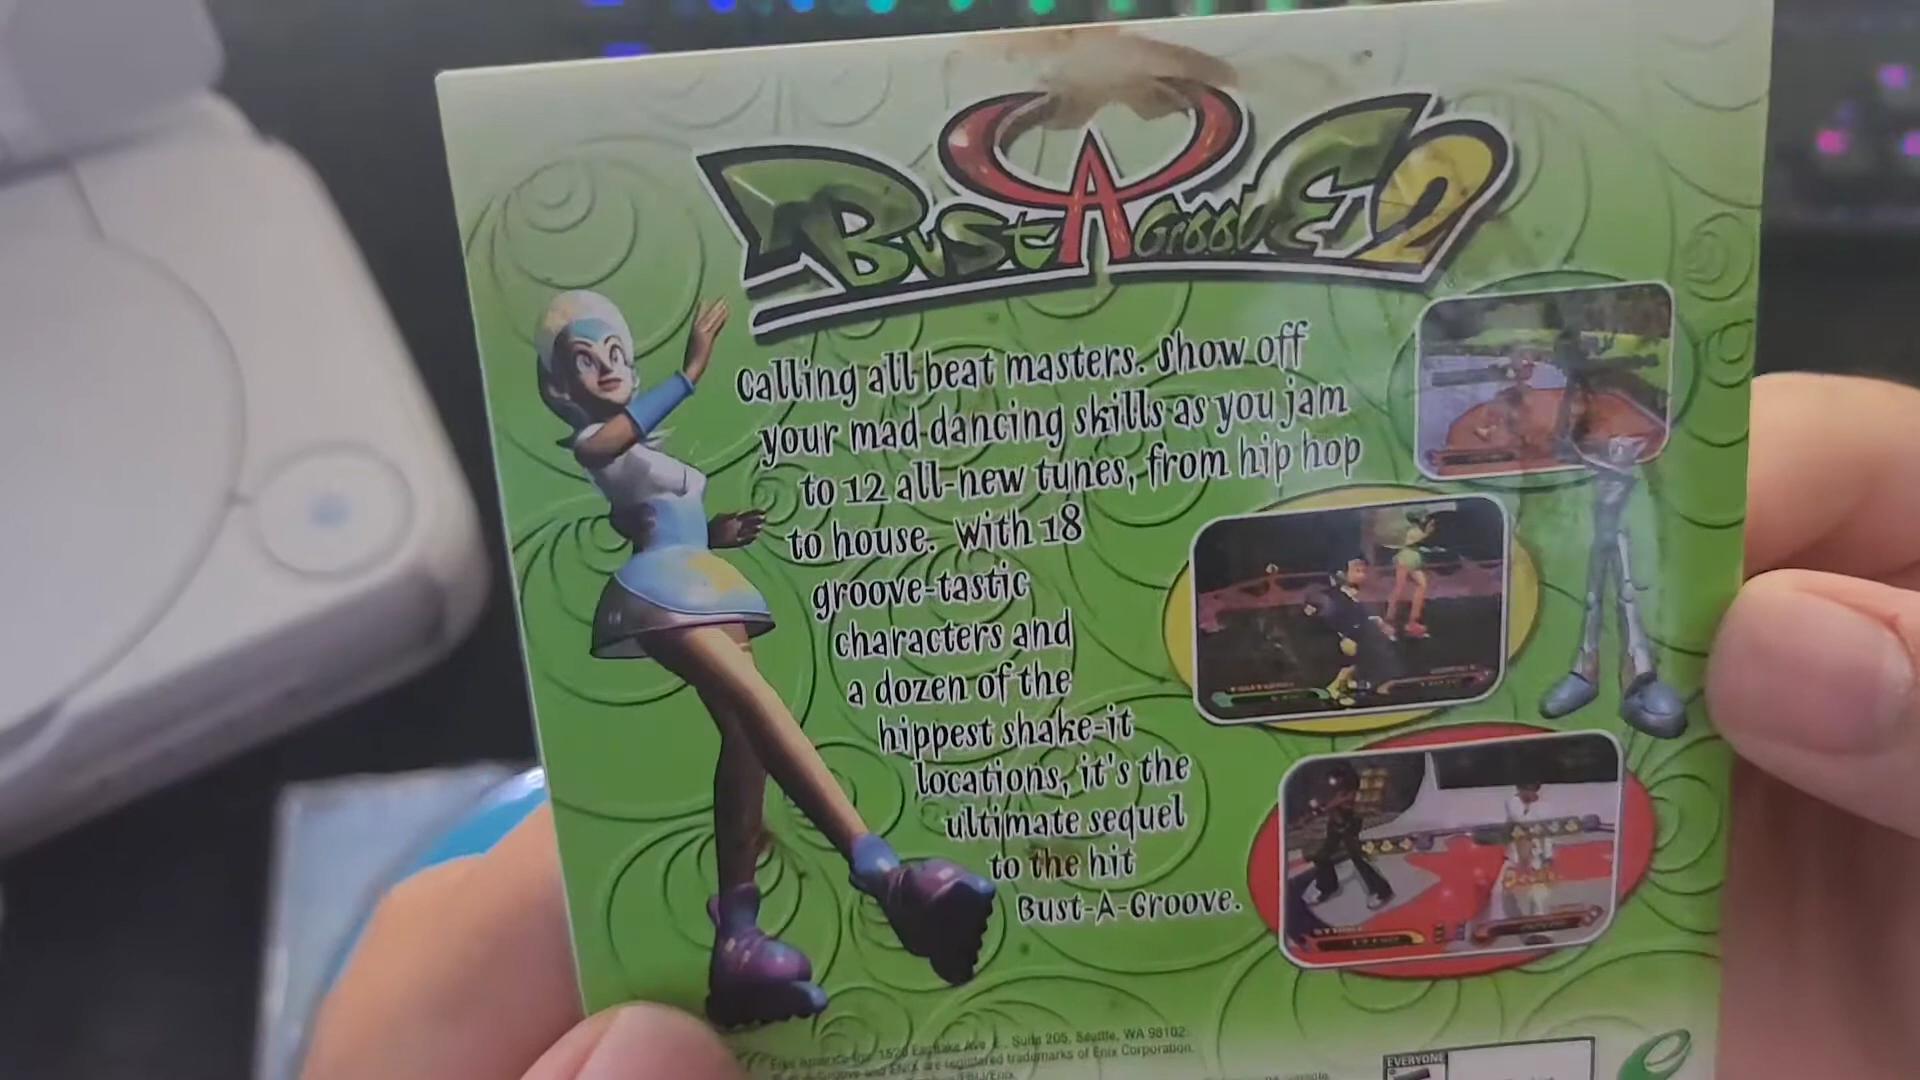 Bust A Groove 2
Calling all beat masters. Show off
your mad dancing skills as you jam
to 12 all-new tunes, from hip hop
to house. With 18
groove-tastic
characters and
a dozen of the
hippest shake-it
locations, it's the
ultimate sequel
to the hit
Bust-A-Groove.
Suite 205, Seattle, WA 98102.
and ENIX are registered trademarks of Enix Corporation.
EVERYONE